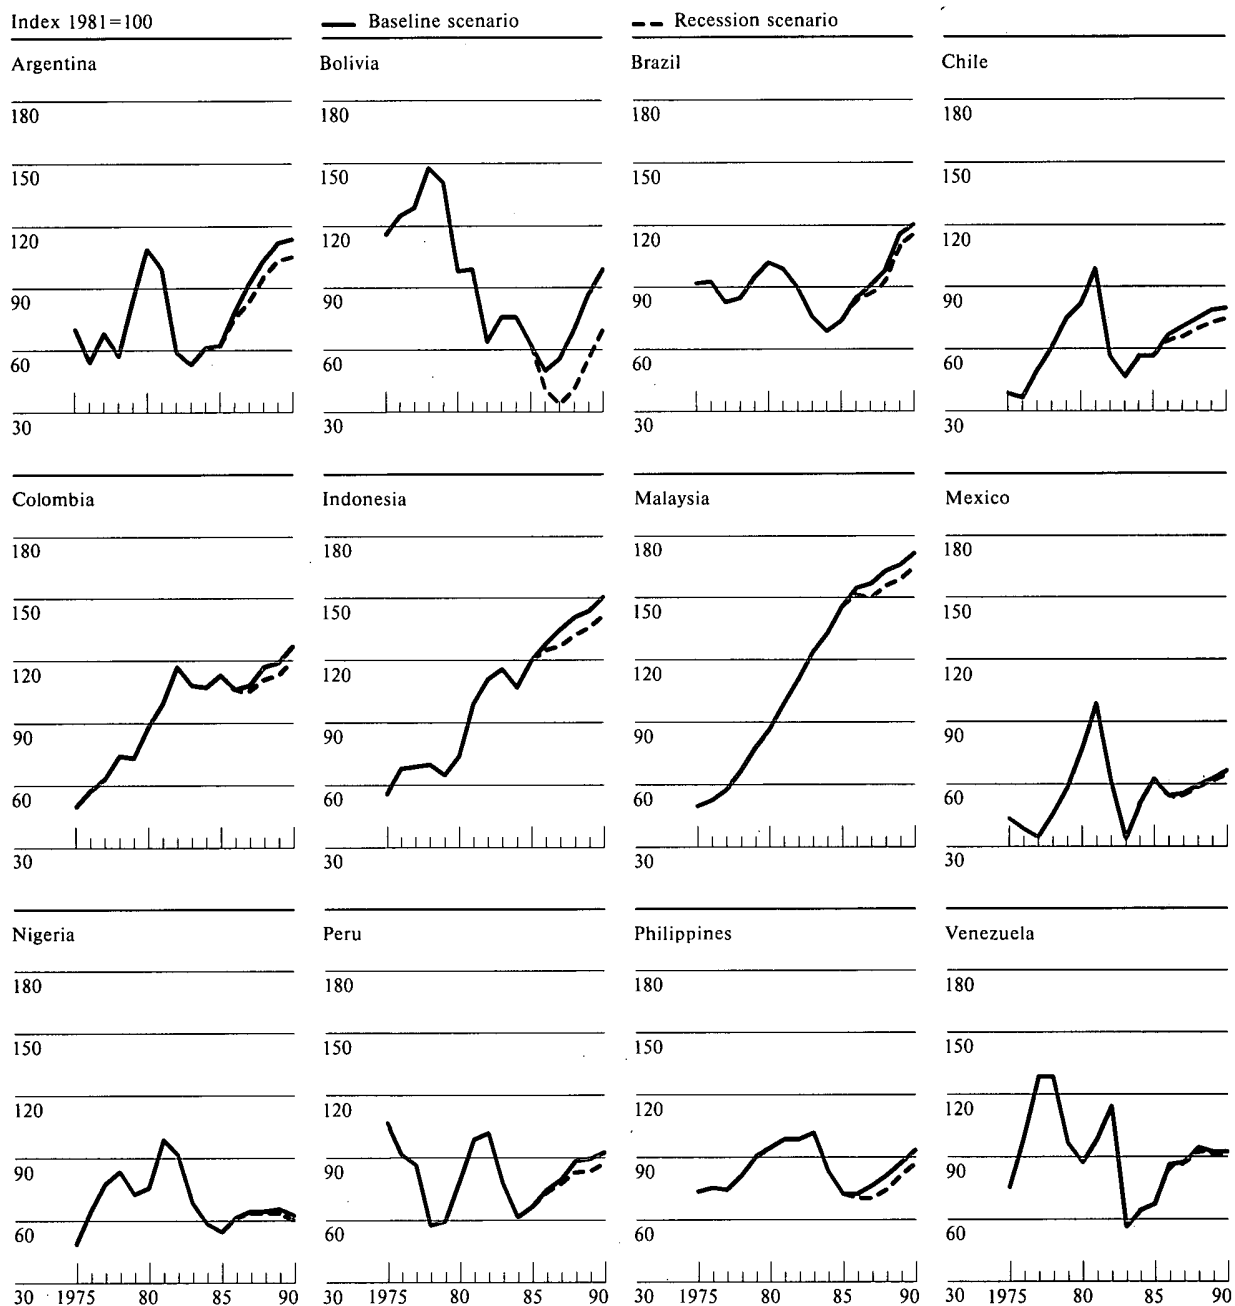 Index 1981=100 Baseline scenario Recession scenario
Argentina Bolivia Brazil Chile
180 180 180 180
150 150 150 150
120 120 120 120
90 90 90 90
60 60 60 60
30 30 30 30
Colombia Indonesia Malaysia Mexico
180 180 180 180
150 150 150 150
120 120 120 120
90 90 90 90
60 60 60 60
30 30 30 30
Nigeria Peru Philippines Venezuela
180 180 180 180
150 150 150 150
120 120 120 120
90 90 90 90
60 60 60 60
30 1975 80 85 90 30 1975 80 85 90 30 1975 80 85 90 30 1975 80 85 90